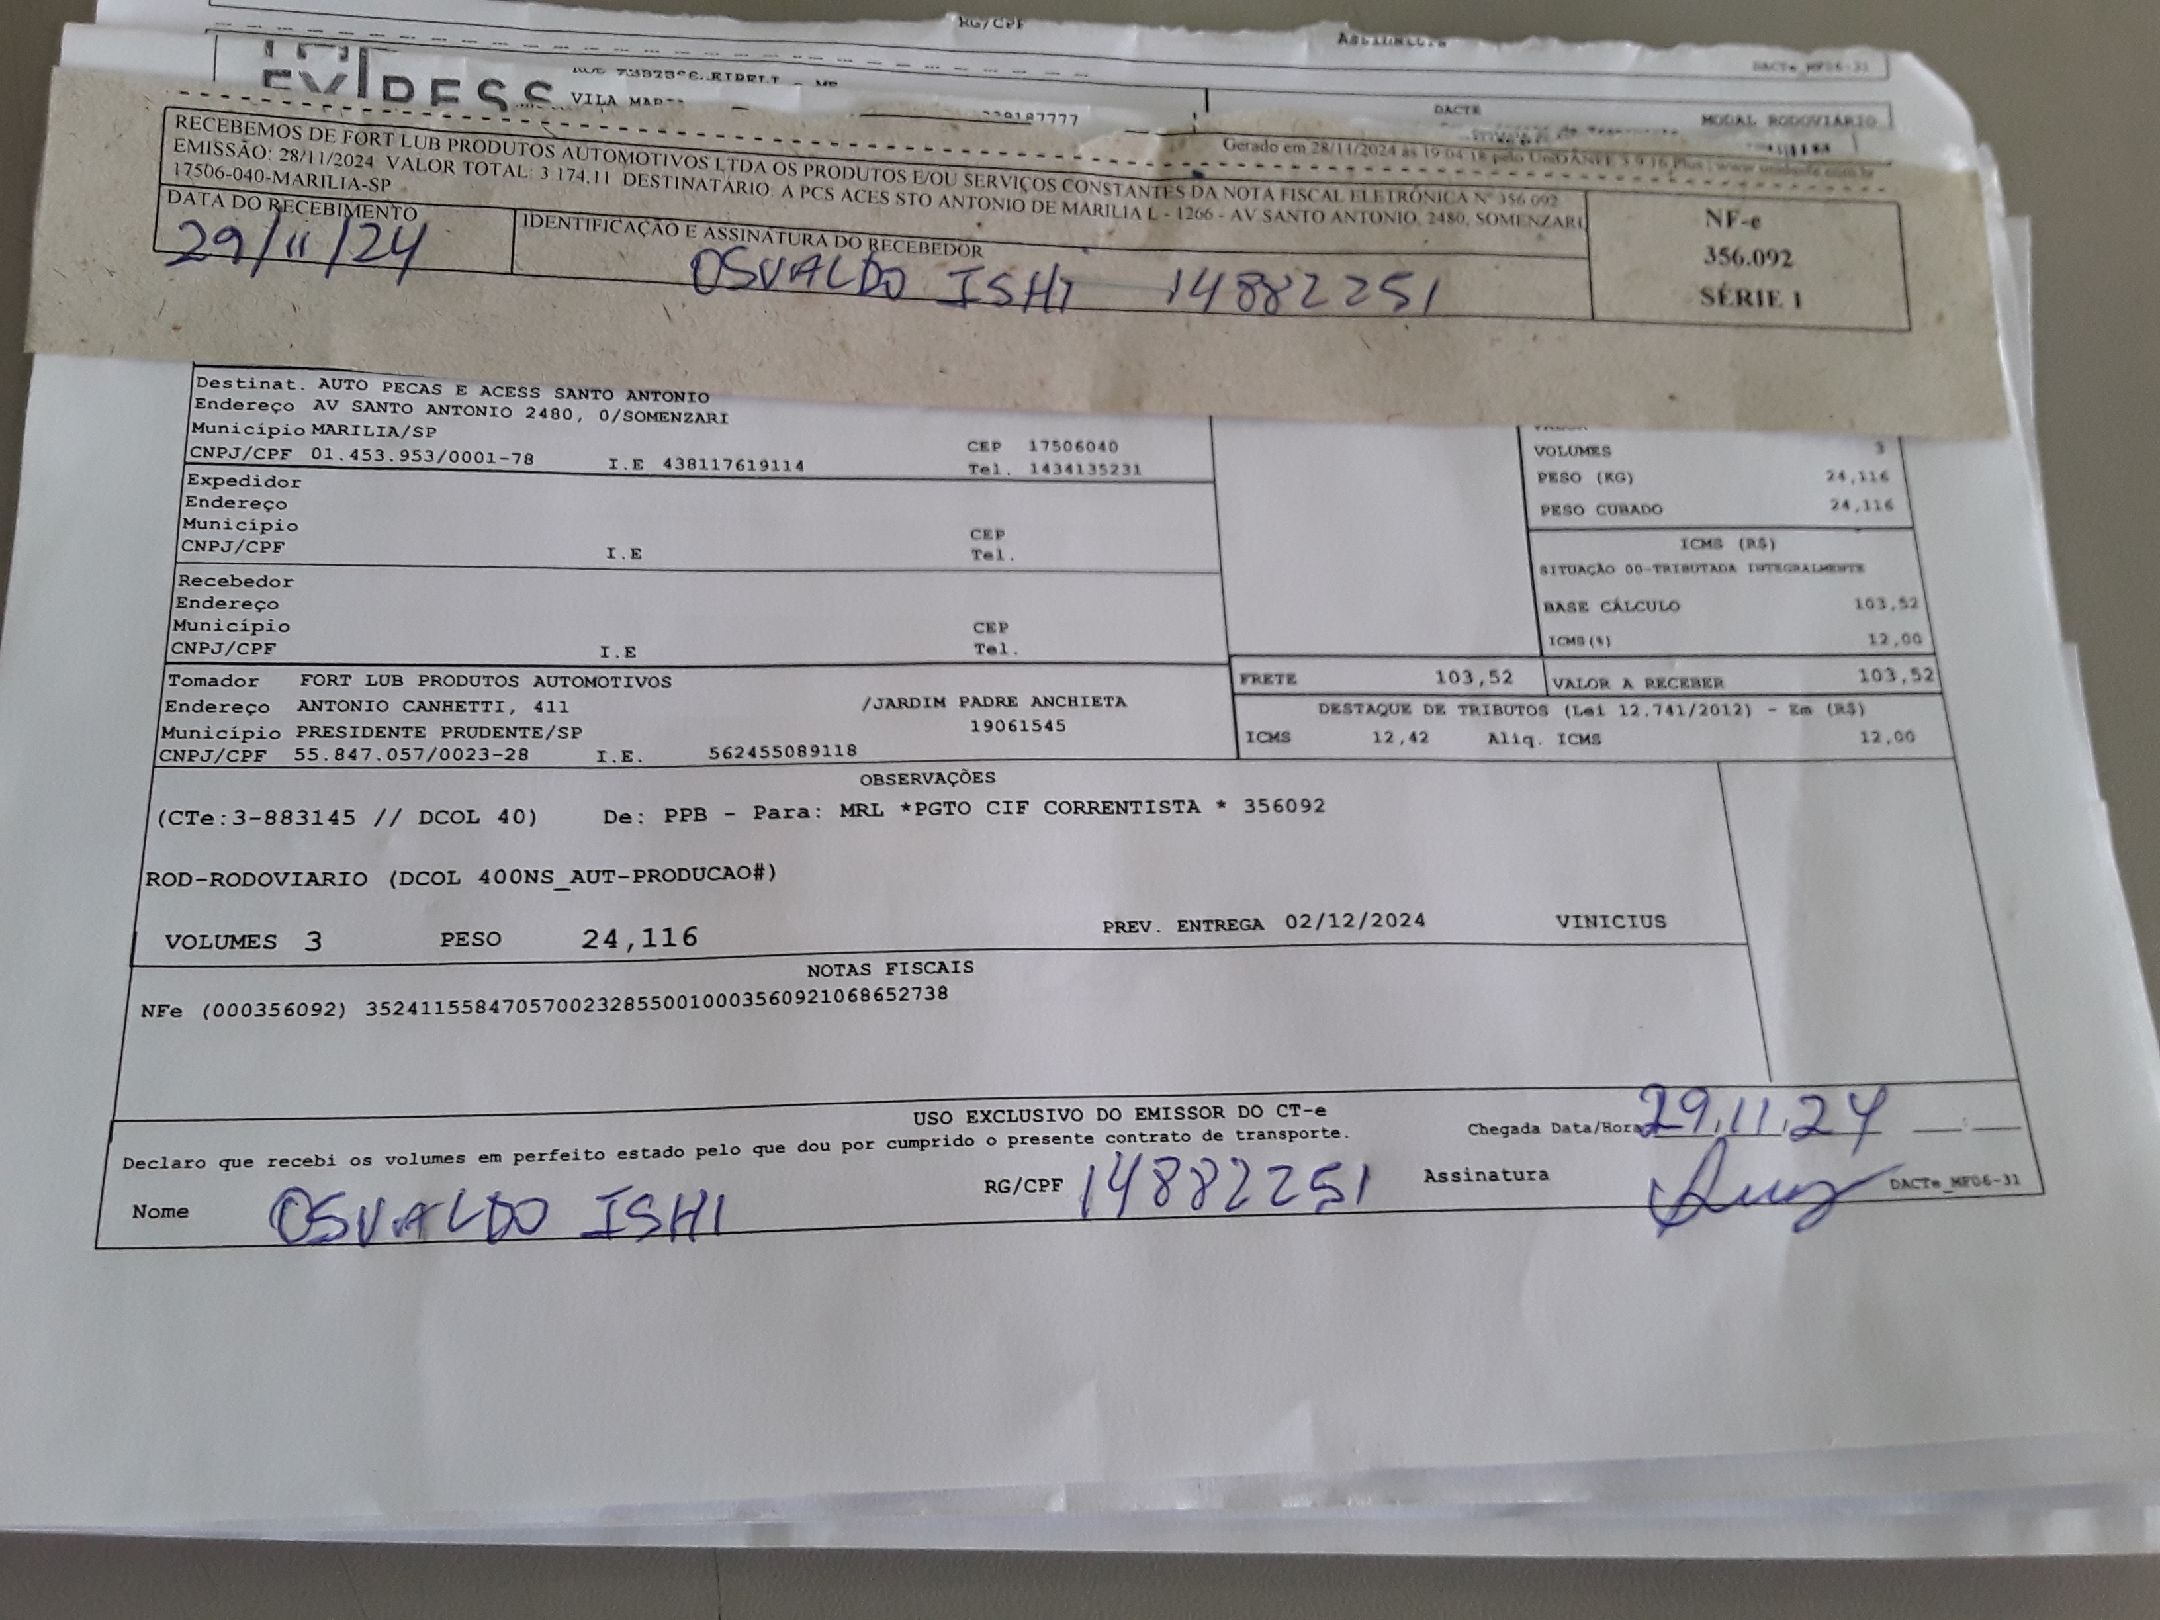 RG/CPF
DACTe_MF06-31
VILA
DACTE
MODAL RODOVIÁRIO
Gerado em 28/11/2024 às 19:04:18 pelo UniDANFE 3.9.16 Plus | www.unidanfe.com.br
RECEBEMOS DE FORT LUB PRODUTOS AUTOMOTIVOS LTDA OS PRODUTOS E/OU SERVIÇOS CONSTANTES DA NOTA FISCAL ELETRÔNICA Nº 356.092
EMISSÃO: 28/11/2024 VALOR TOTAL: 3.174,11 DESTINATÁRIO: A PCS ACES STO ANTONIO DE MARILIA L - 1266 - AV SANTO ANTONIO, 2480, SOMENZARI
17506-040-MARILIA-SP
DATA DO RECEBIMENTO
29/11/24
IDENTIFICAÇÃO E ASSINATURA DO RECEBEDOR
OSVALDO ISHI 14882251
NF-e
356.092
SÉRIE 1
Destinat. AUTO PECAS E ACESS SANTO ANTONIO
Endereço AV SANTO ANTONIO 2480, 0/SOMENZARI
Município MARILIA/SP CEP 17506040
CNPJ/CPF 01.453.953/0001-78 I.E 438117619114 Tel. 1434135231
Expedidor
Endereço
Município CEP
CNPJ/CPF I.E Tel.
Recebedor
Endereço
Município CEP
CNPJ/CPF I.E Tel.
VOLUMES 3
PESO (KG) 24,116
PESO CUBADO 24,116
ICMS (R$)
SITUAÇÃO 00-TRIBUTADA INTEGRALMENTE
BASE CÁLCULO 103,52
ICMS(%) 12,00
Tomador FORT LUB PRODUTOS AUTOMOTIVOS
Endereço ANTONIO CANHETTI, 411 /JARDIM PADRE ANCHIETA
Município PRESIDENTE PRUDENTE/SP 19061545
CNPJ/CPF 55.847.057/0023-28 I.E. 562455089118
FRETE 103,52 VALOR A RECEBER 103,52
DESTAQUE DE TRIBUTOS (Lei 12.741/2012) - Em (R$)
ICMS 12,42 Aliq. ICMS 12,00
OBSERVAÇÕES
(CTe:3-883145 // DCOL 40) De: PPB - Para: MRL *PGTO CIF CORRENTISTA * 356092
ROD-RODOVIARIO (DCOL 400NS_AUT-PRODUCAO#)
VOLUMES 3 PESO 24,116 PREV. ENTREGA 02/12/2024 VINICIUS
NOTAS FISCAIS
NFe (000356092) 35241155847057002328550010003560921068652738
USO EXCLUSIVO DO EMISSOR DO CT-e
Declaro que recebi os volumes em perfeito estado pelo que dou por cumprido o presente contrato de transporte.
Chegada Data/Hora 29.11.24
Nome OSVALDO ISHI RG/CPF 14882251 Assinatura
DACTe_MF06-31